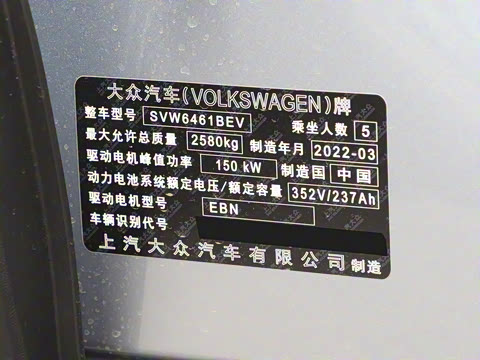 大众汽车(VOLKSWAGEN)牌
整车型号 SVW6461BEV 乘坐人数 5
最大允许总质量 2580kg 制造年月 2022-03
驱动电机峰值功率 150 kW 制造国 中国
动力电池系统额定电压/额定容量 352V/237Ah
驱动电机型号 EBN
车辆识别代号
上汽大众汽车有限公司 制造